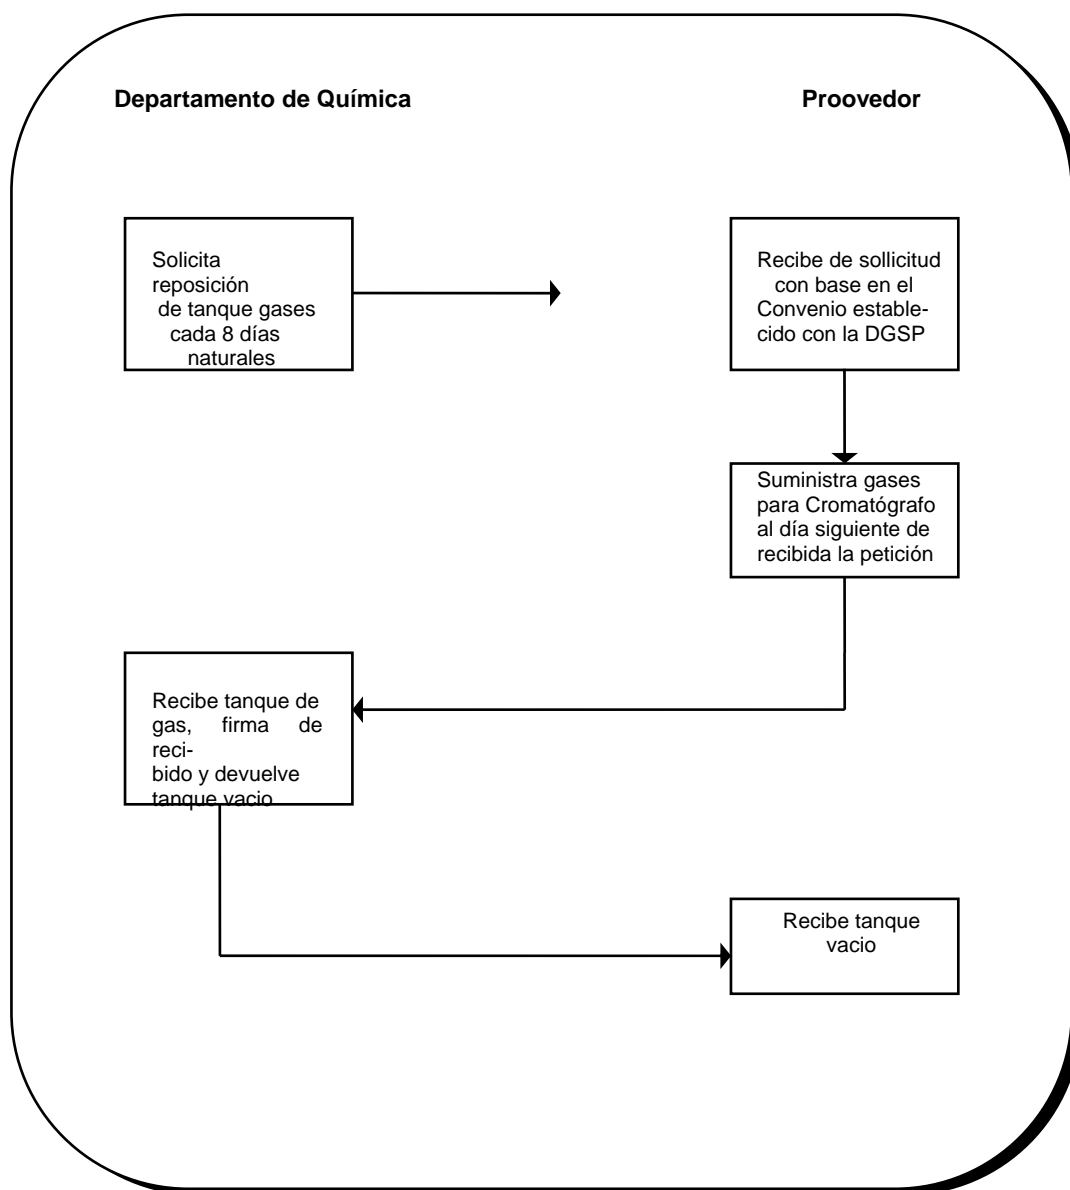 Departamento de Química
Proovedor
Solicita
reposición
de tanque gases
cada 8 días
naturales
Recibe de sollicitud
con base en el
Convenio estable-
cido con la DGSP
Suministra gases
para Cromatógrafo
al día siguiente de
recibida la petición
Recibe tanque de
gas, firma de
reci-
bido y devuelve
tanque vacio
Recibe tanque
vacio